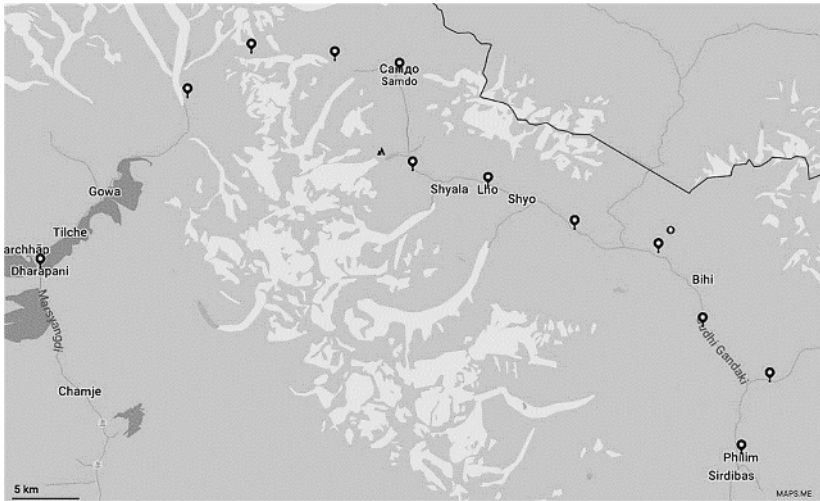 Самдо
Samdo
Shyala
Lho
Shyo
Gowa
Tilche
archhāp
Dharapani
Bihi
Marsyangdi
Budhi Gandaki
Chamje
Philim
Sirdibas
5 km
MAPS.ME